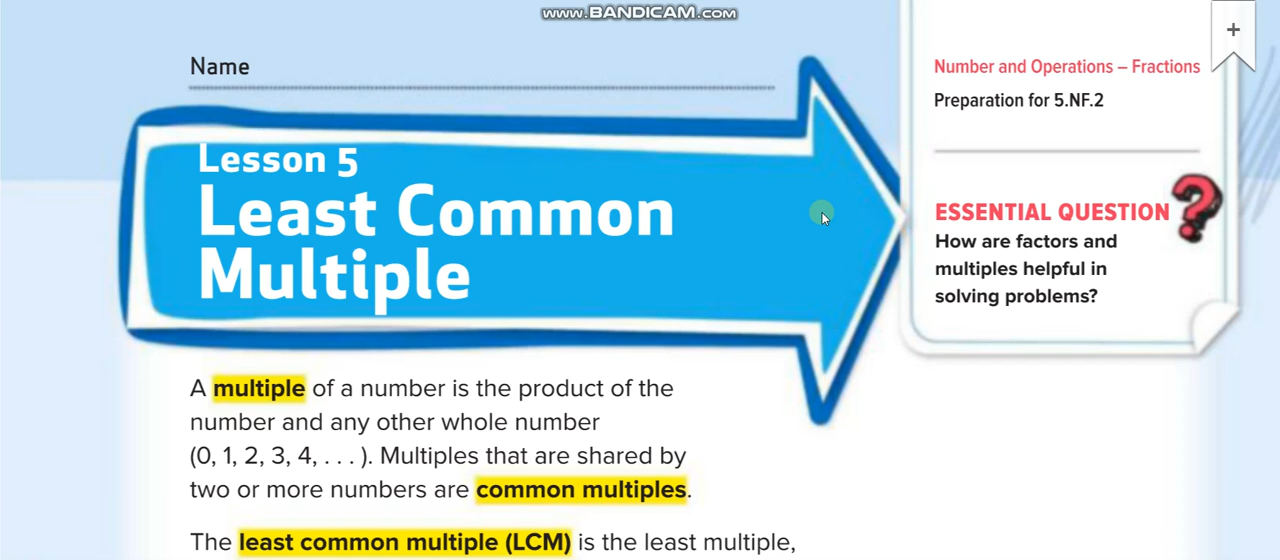 www.BANDICAM.com
Name
Lesson 5
Least Common
Multiple
Number and Operations – Fractions
Preparation for 5.NF.2
ESSENTIAL QUESTION
How are factors and
multiples helpful in
solving problems?
A multiple of a number is the product of the
number and any other whole number
(0, 1, 2, 3, 4, . . . ). Multiples that are shared by
two or more numbers are common multiples.
The least common multiple (LCM) is the least multiple,